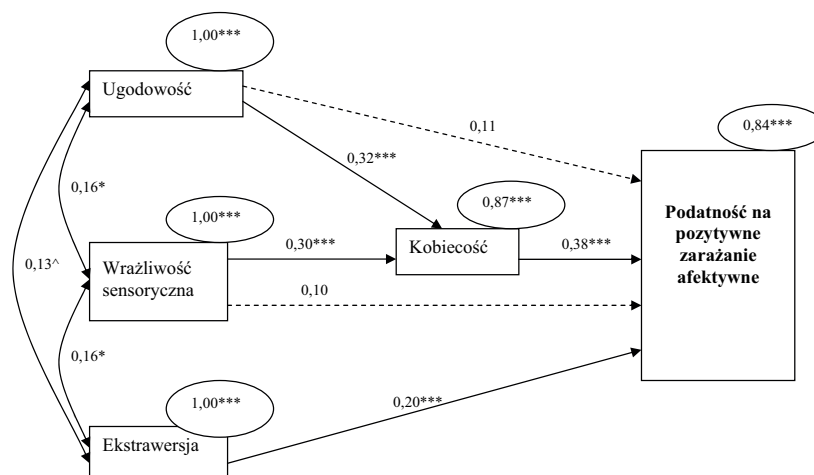 1,00***
Ugodowość
0,84***
0,11
0,32***
Podatność na
pozytywne
zarażanie
afektywne
0,16*
1,00***
0,87***
Wrażliwość
sensoryczna
0,30***
Kobiecość
0,38***
0,13^
0,10
0,16*
1,00***
0,20***
Ekstrawersja